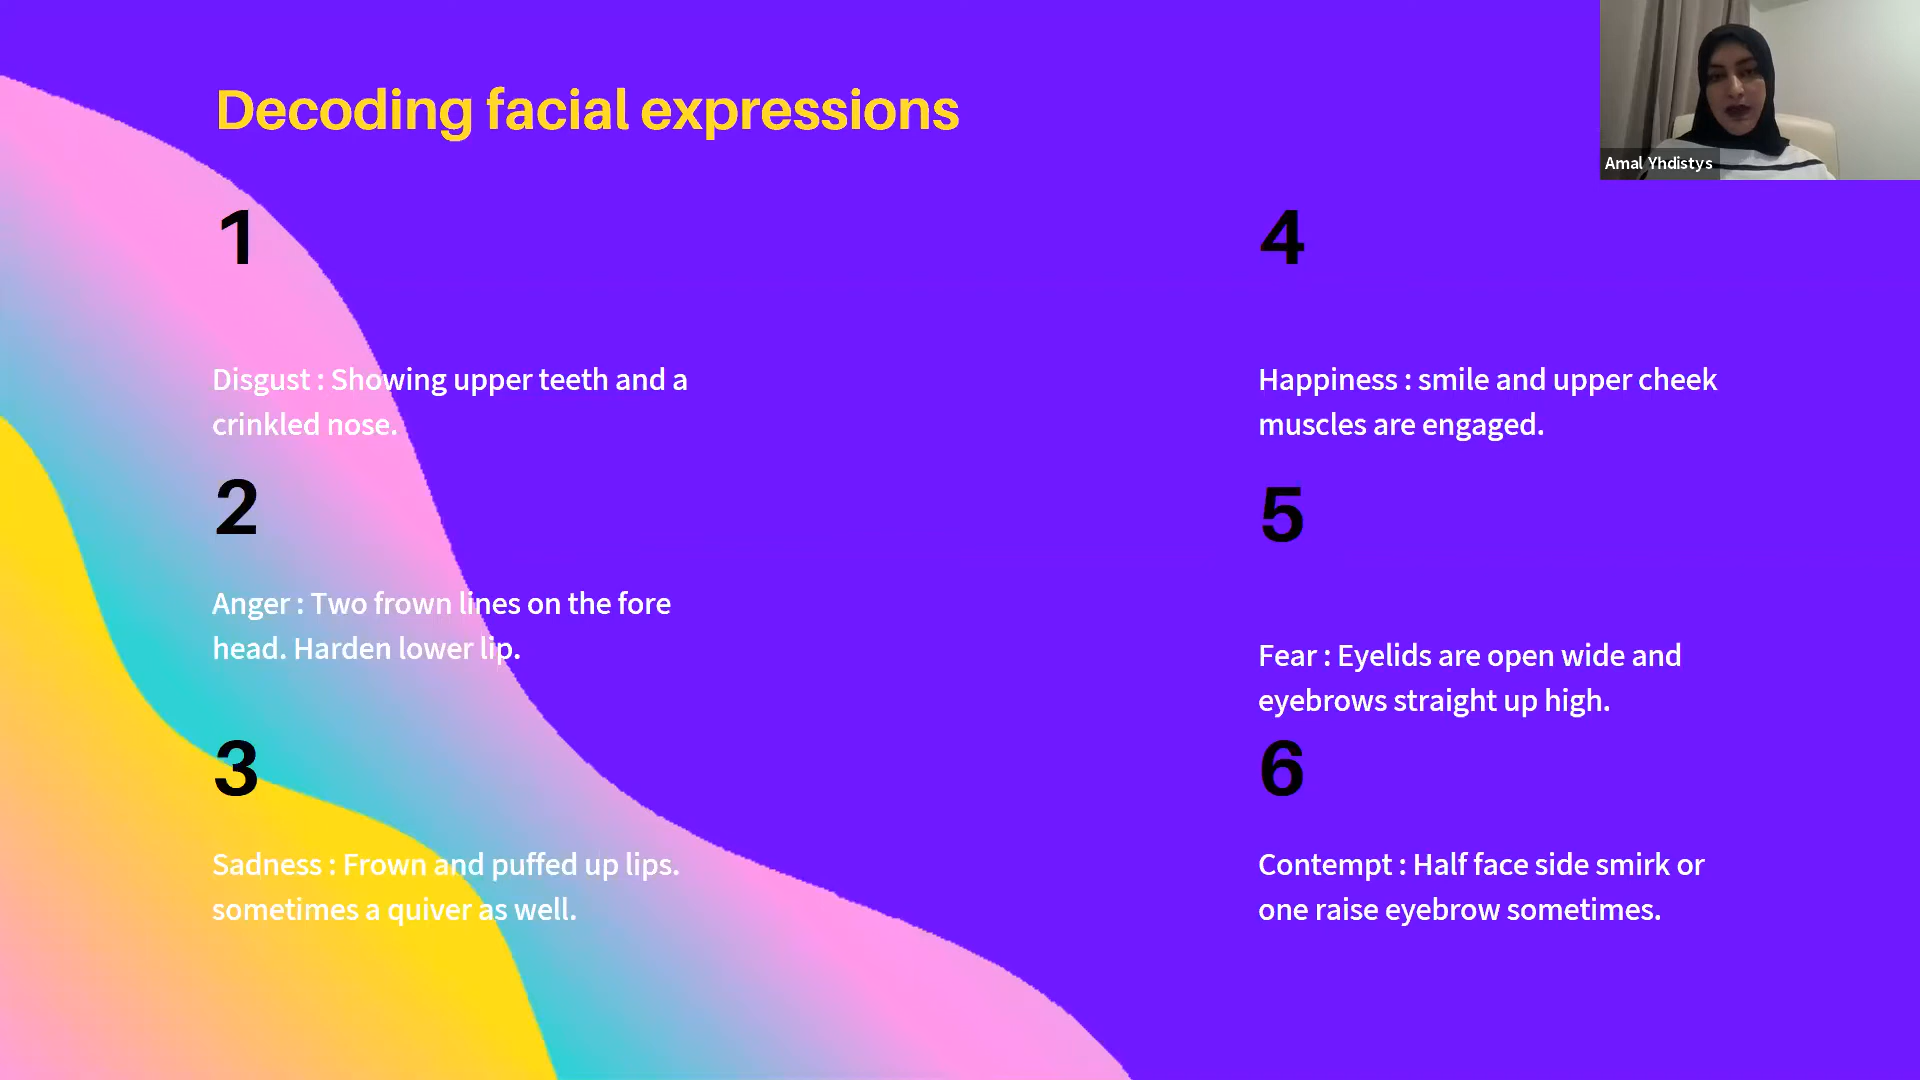 Decoding facial expressions
1
Disgust : Showing upper teeth and a
crinkled nose.
2
Anger : Two frown lines on the fore
head. Harden lower lip.
3
Sadness : Frown and puffed up lips.
sometimes a quiver as well.
4
Happiness : smile and upper cheek
muscles are engaged.
5
Fear : Eyelids are open wide and
eyebrows straight up high.
6
Contempt : Half face side smirk or
one raise eyebrow sometimes.
Amal Yhdistys